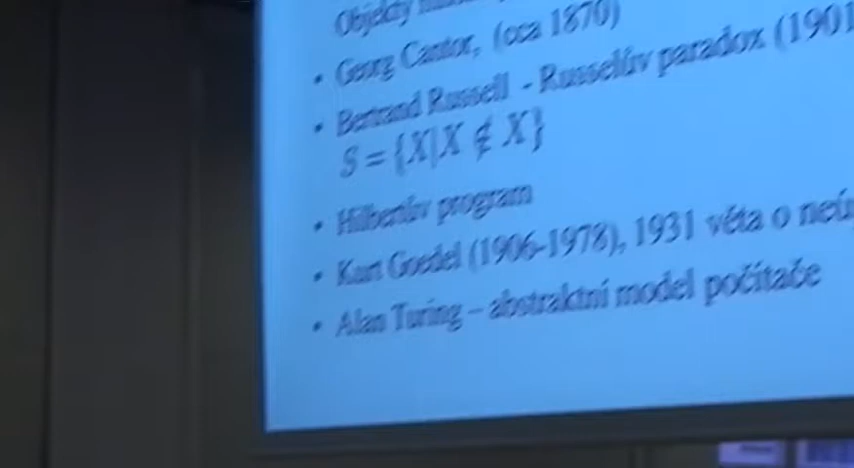 Objekty
• Georg Cantor, (cca 1870)
• Bertrand Russell - Russelův paradox (1901
S = {X|X ∉ X}
• Hilbertův program
• Kurt Goedel (1906-1978), 1931 věta o neú
• Alan Turing – abstraktní model počítače